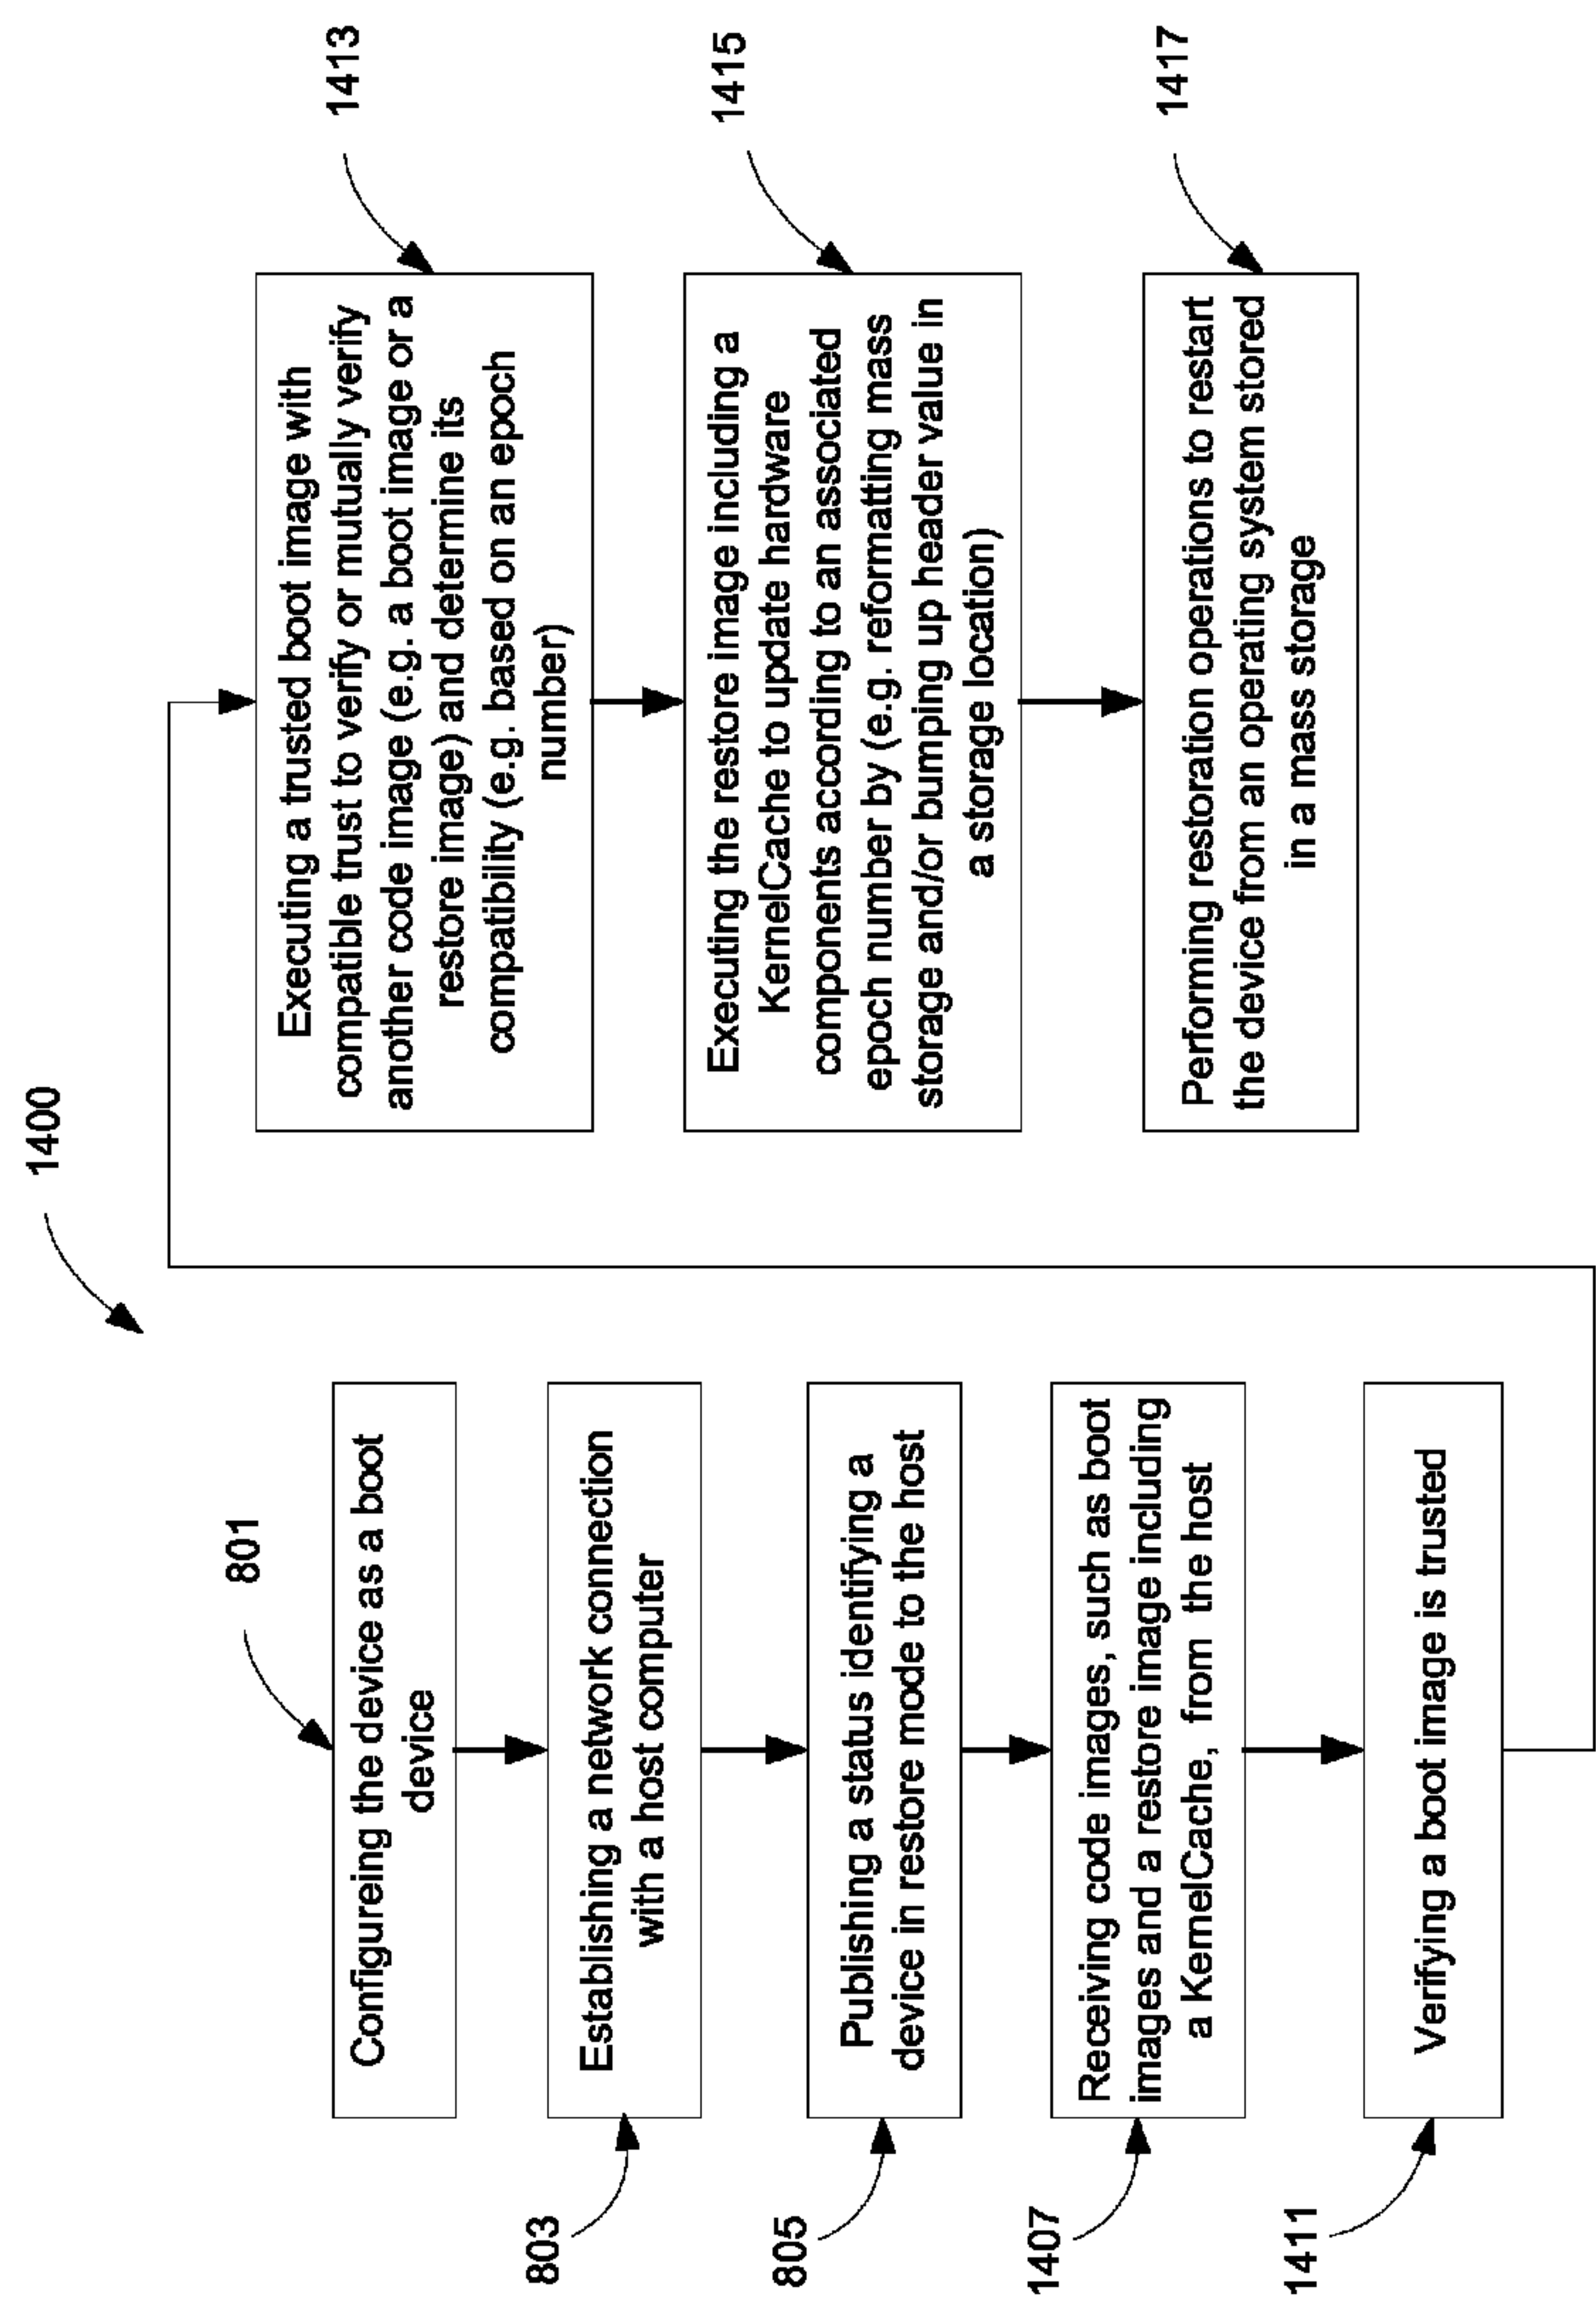 1400
801
Configureing the device as a boot
device
803
Establishing a network connection
with a host computer
805
Publishing a status identifying a
device in restore mode to the host
1407
Receiving code images, such as boot
images and a restore image including
a KernelCache, from the host
1411
Verifying a boot image is trusted
1413
Executing a trusted boot image with
compatible trust to verify or mutually verify
another code image (e.g. a boot image or a
restore image) and determine its
compatibility (e.g. based on an epoch
number)
1415
Executing the restore image including a
KernelCache to update hardware
components according to an associated
epoch number by (e.g. reformatting mass
storage and/or bumping up header value in
a storage location)
1417
Performing restoration operations to restart
the device from an operating system stored
in a mass storage